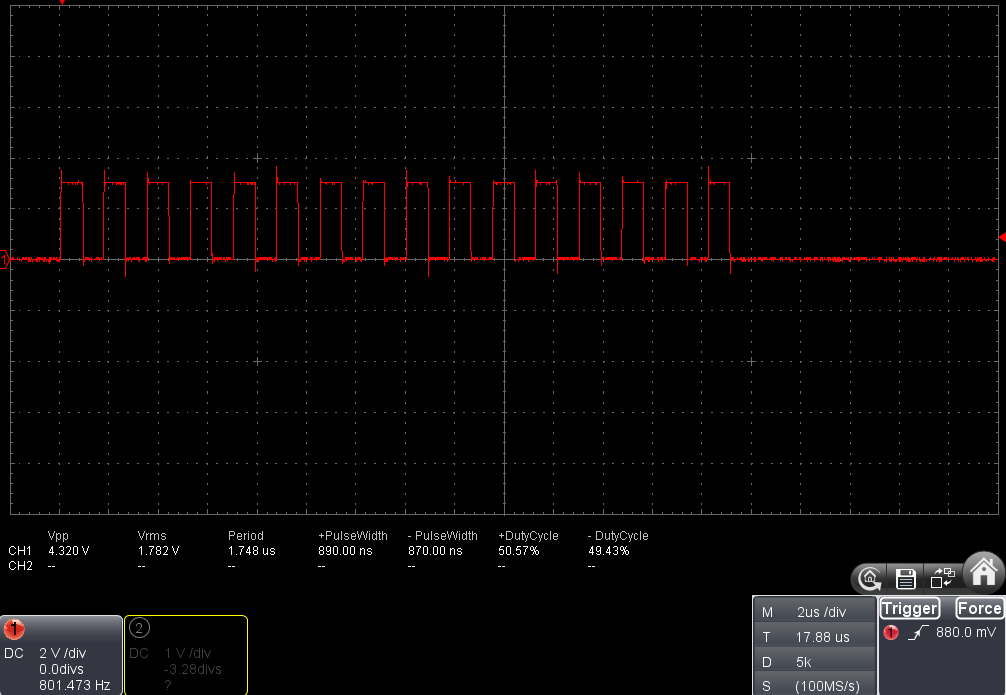 1
Vpp Vrms Period +PulseWidth - PulseWidth +DutyCycle - DutyCycle
CH1 4.320 V 1.782 V 1.748 us 890.00 ns 870.00 ns 50.57% 49.43%
CH2 -- -- -- -- -- -- --
1
DC 2 V /div
0.0divs
801.473 Hz
2
DC 1 V /div
-3.28divs
?
M 2us /div
T 17.88 us
D 5k
S (100MS/s)
Trigger Force
1 880.0 mV